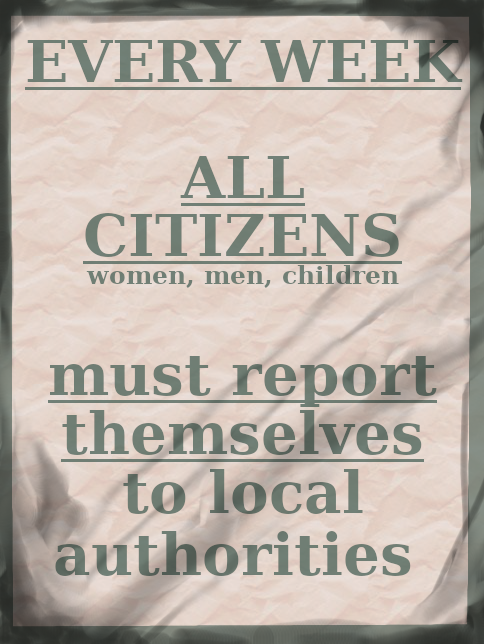 EVERY WEEK
ALL
CITIZENS
women, men, children
must report
themselves
to local
authorities